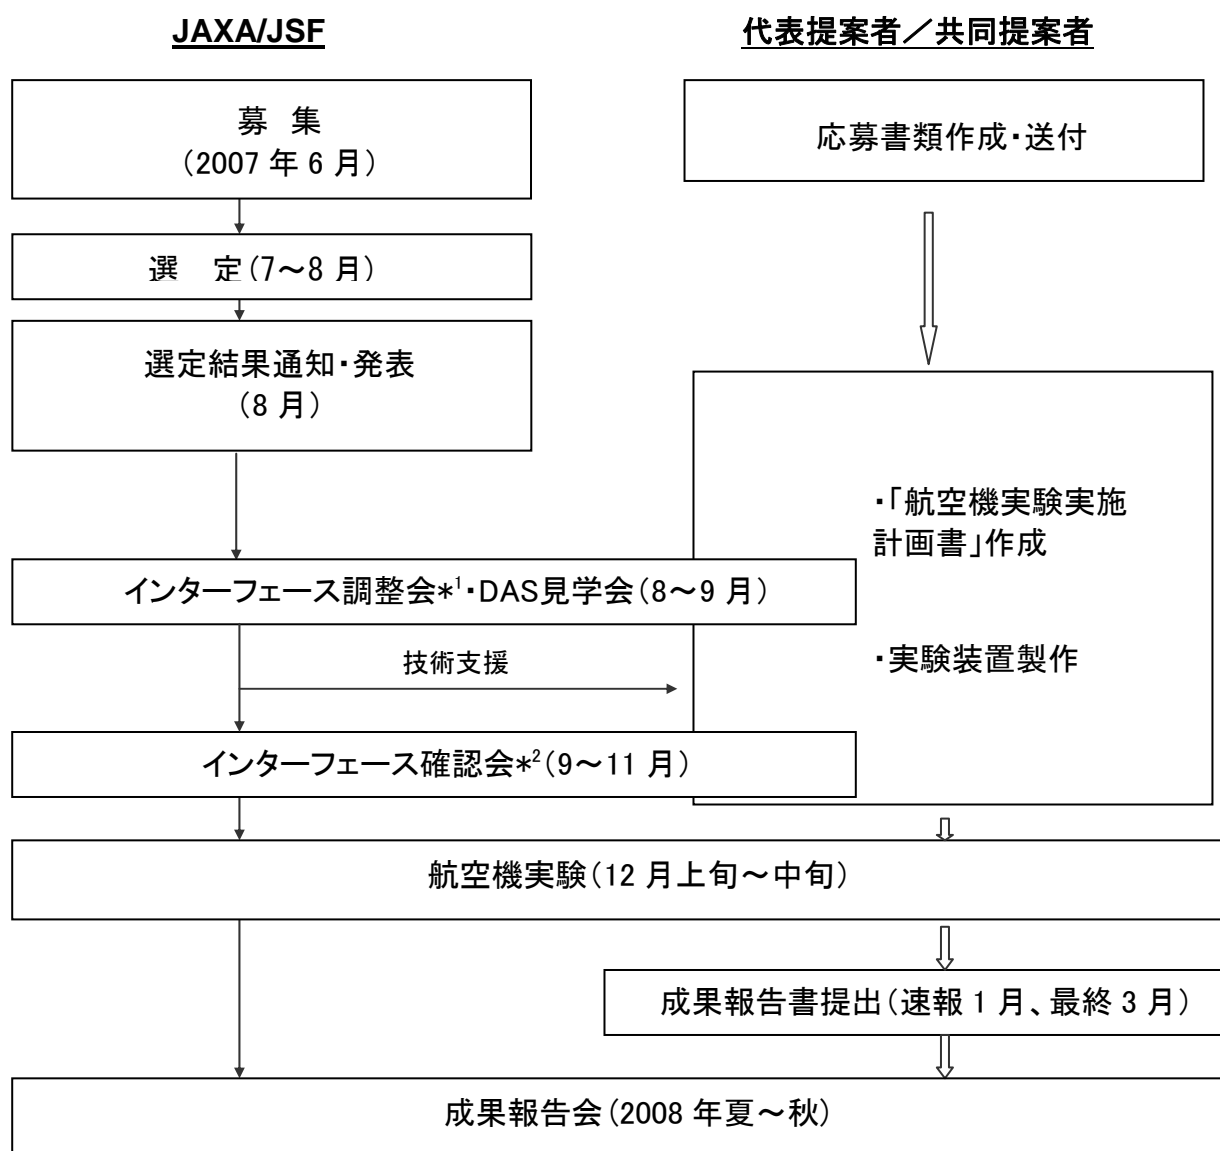 JAXA/JSF
代表提案者／共同提案者
募 集
（2007 年 6 月）
応募書類作成・送付
選 定（7～8 月）
選定結果通知・発表
（8 月）
・「航空機実験実施
計画書」作成
インターフェース調整会*1・DAS見学会（8～9 月）
技術支援
・実験装置製作
インターフェース確認会*2（9～11 月）
航空機実験（12 月上旬～中旬）
成果報告書提出（速報 1 月、最終 3 月）
成果報告会（2008 年夏～秋）